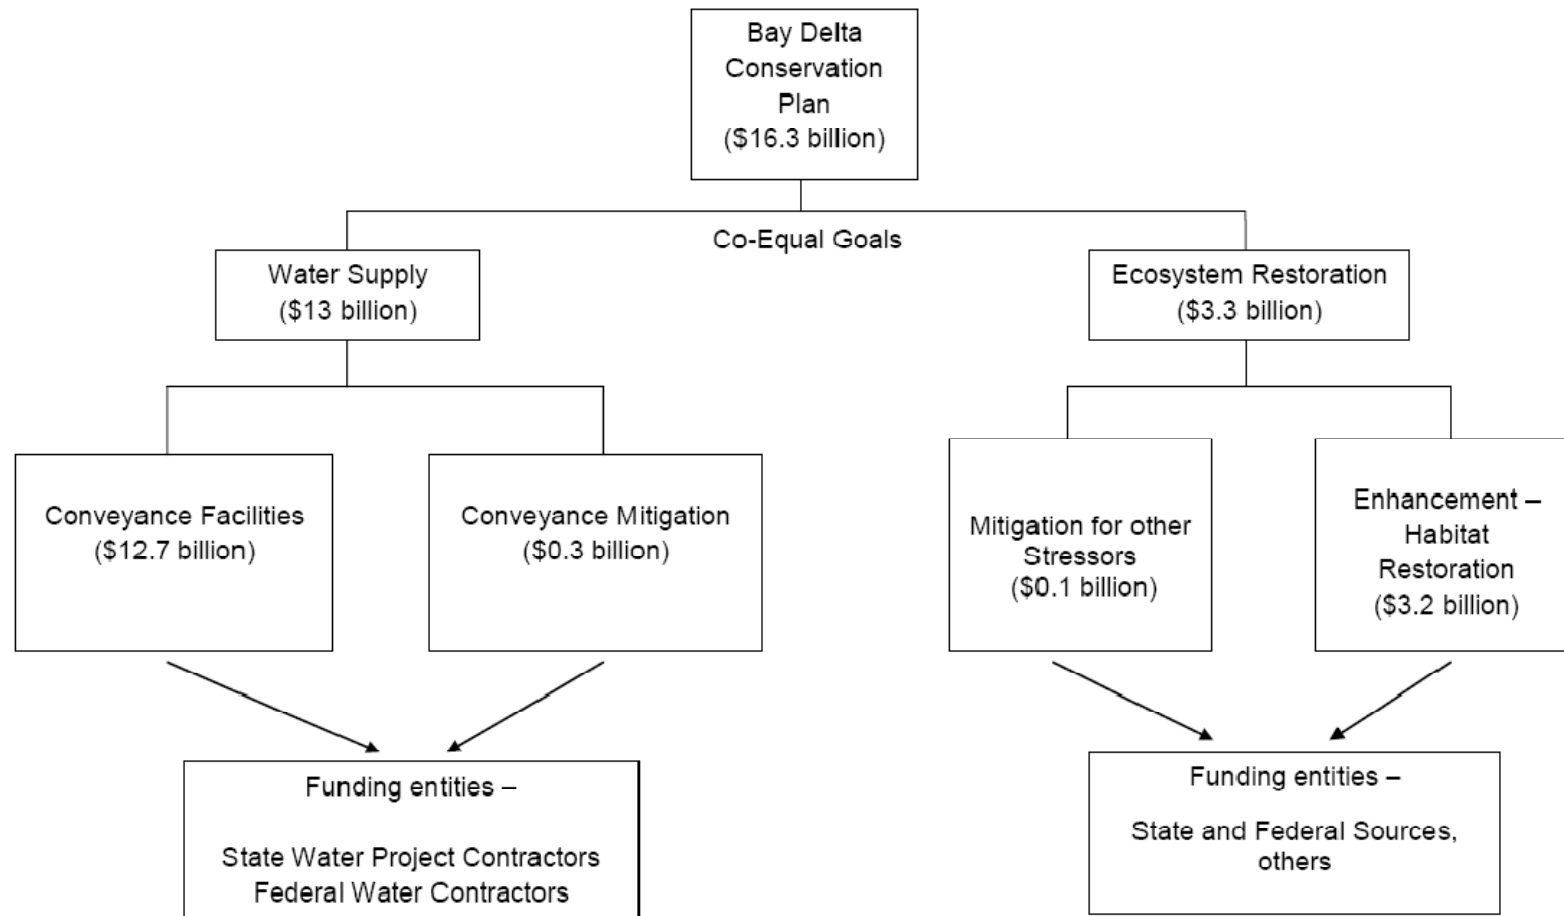 Bay Delta
Conservation
Plan
($16.3 billion)
Co-Equal Goals
Water Supply
($13 billion)
Ecosystem Restoration
($3.3 billion)
Conveyance Facilities
($12.7 billion)
Conveyance Mitigation
($0.3 billion)
Mitigation for other
Stressors
($0.1 billion)
Enhancement –
Habitat
Restoration
($3.2 billion)
Funding entities –
State Water Project Contractors
Federal Water Contractors
Funding entities –
State and Federal Sources,
others